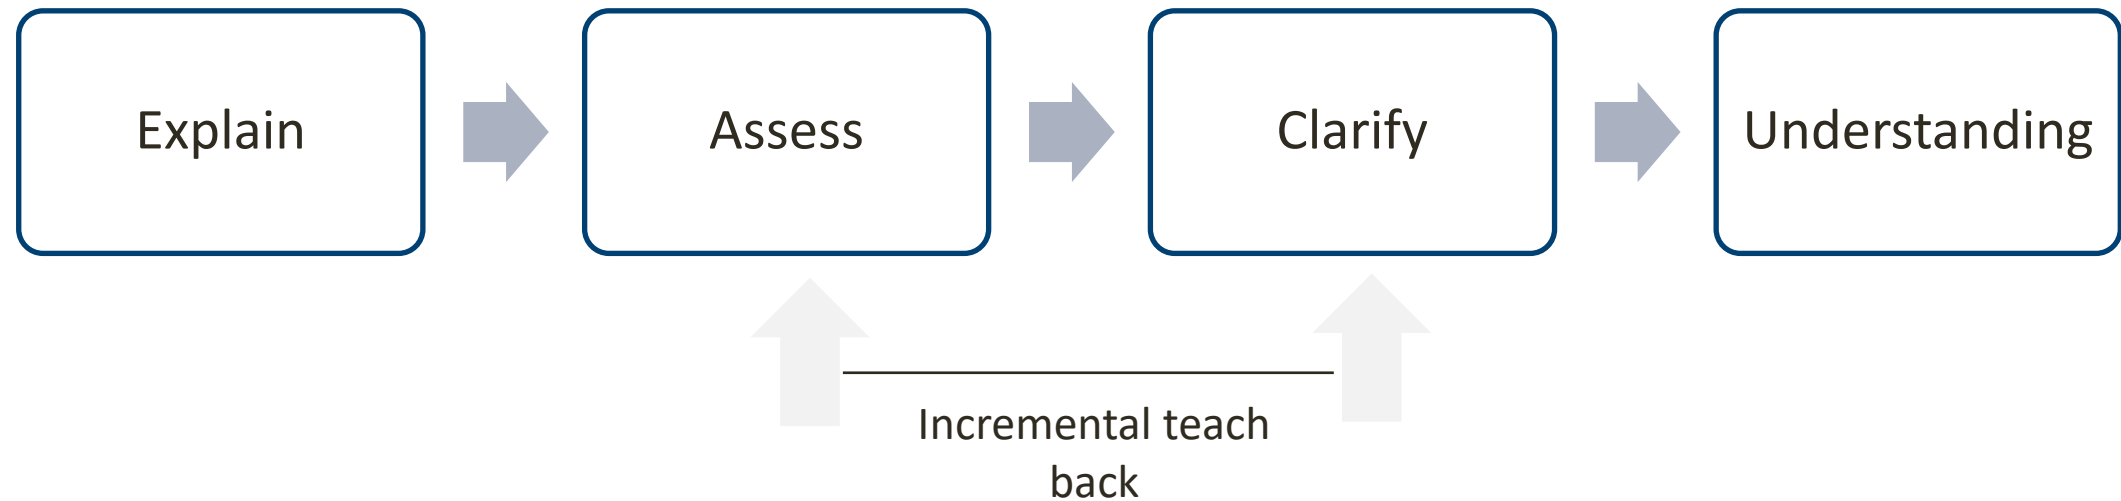 Explain
Assess
Clarify
Understanding
Incremental teach
back